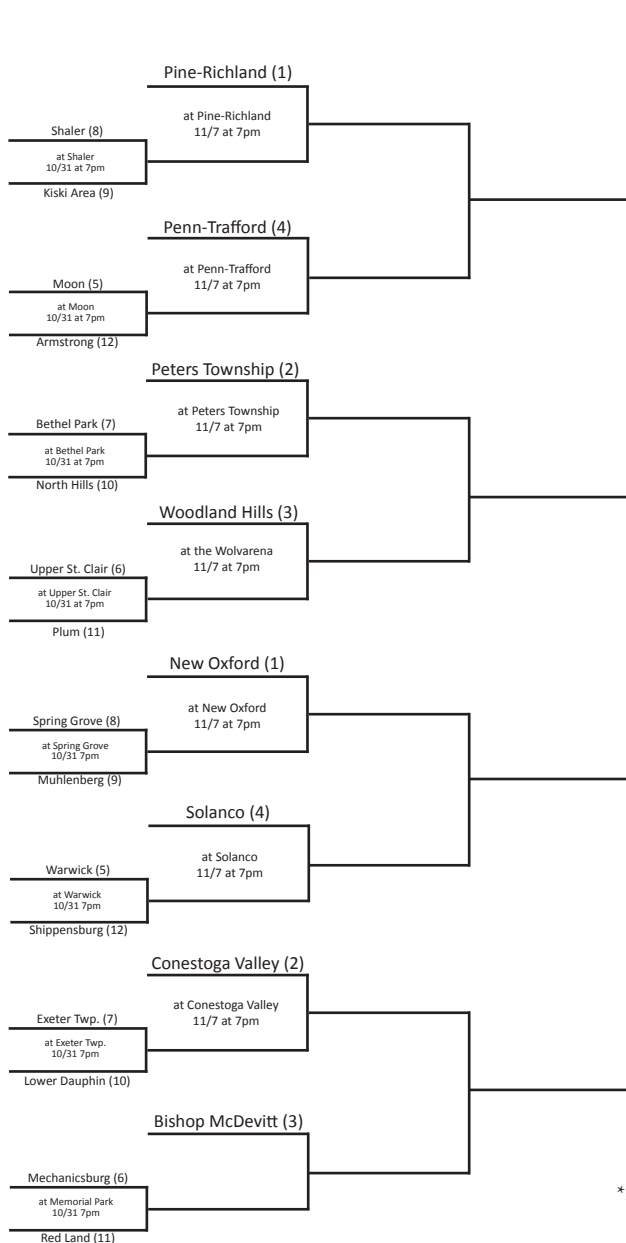 Pine-Richland (1)
at Pine-Richland
11/7 at 7pm
Shaler (8)
at Shaler
10/31 at 7pm
Kiski Area (9)
Penn-Trafford (4)
at Penn-Trafford
11/7 at 7pm
Moon (5)
at Moon
10/31 at 7pm
Armstrong (12)
Peters Township (2)
at Peters Township
11/7 at 7pm
Bethel Park (7)
at Bethel Park
10/31 at 7pm
North Hills (10)
Woodland Hills (3)
at the Wolvarena
11/7 at 7pm
Upper St. Clair (6)
at Upper St. Clair
10/31 at 7pm
Plum (11)
New Oxford (1)
at New Oxford
11/7 at 7pm
Spring Grove (8)
at Spring Grove
10/31 7pm
Muhlenberg (9)
Solanco (4)
at Solanco
11/7 at 7pm
Warwick (5)
at Warwick
10/31 7pm
Shippensburg (12)
Conestoga Valley (2)
at Conestoga Valley
11/7 at 7pm
Exeter Twp. (7)
at Exeter Twp.
10/31 7pm
Lower Dauphin (10)
Bishop McDevitt (3)
Mechanicsburg (6)
at Memorial Park
10/31 7pm
Red Land (11)
*